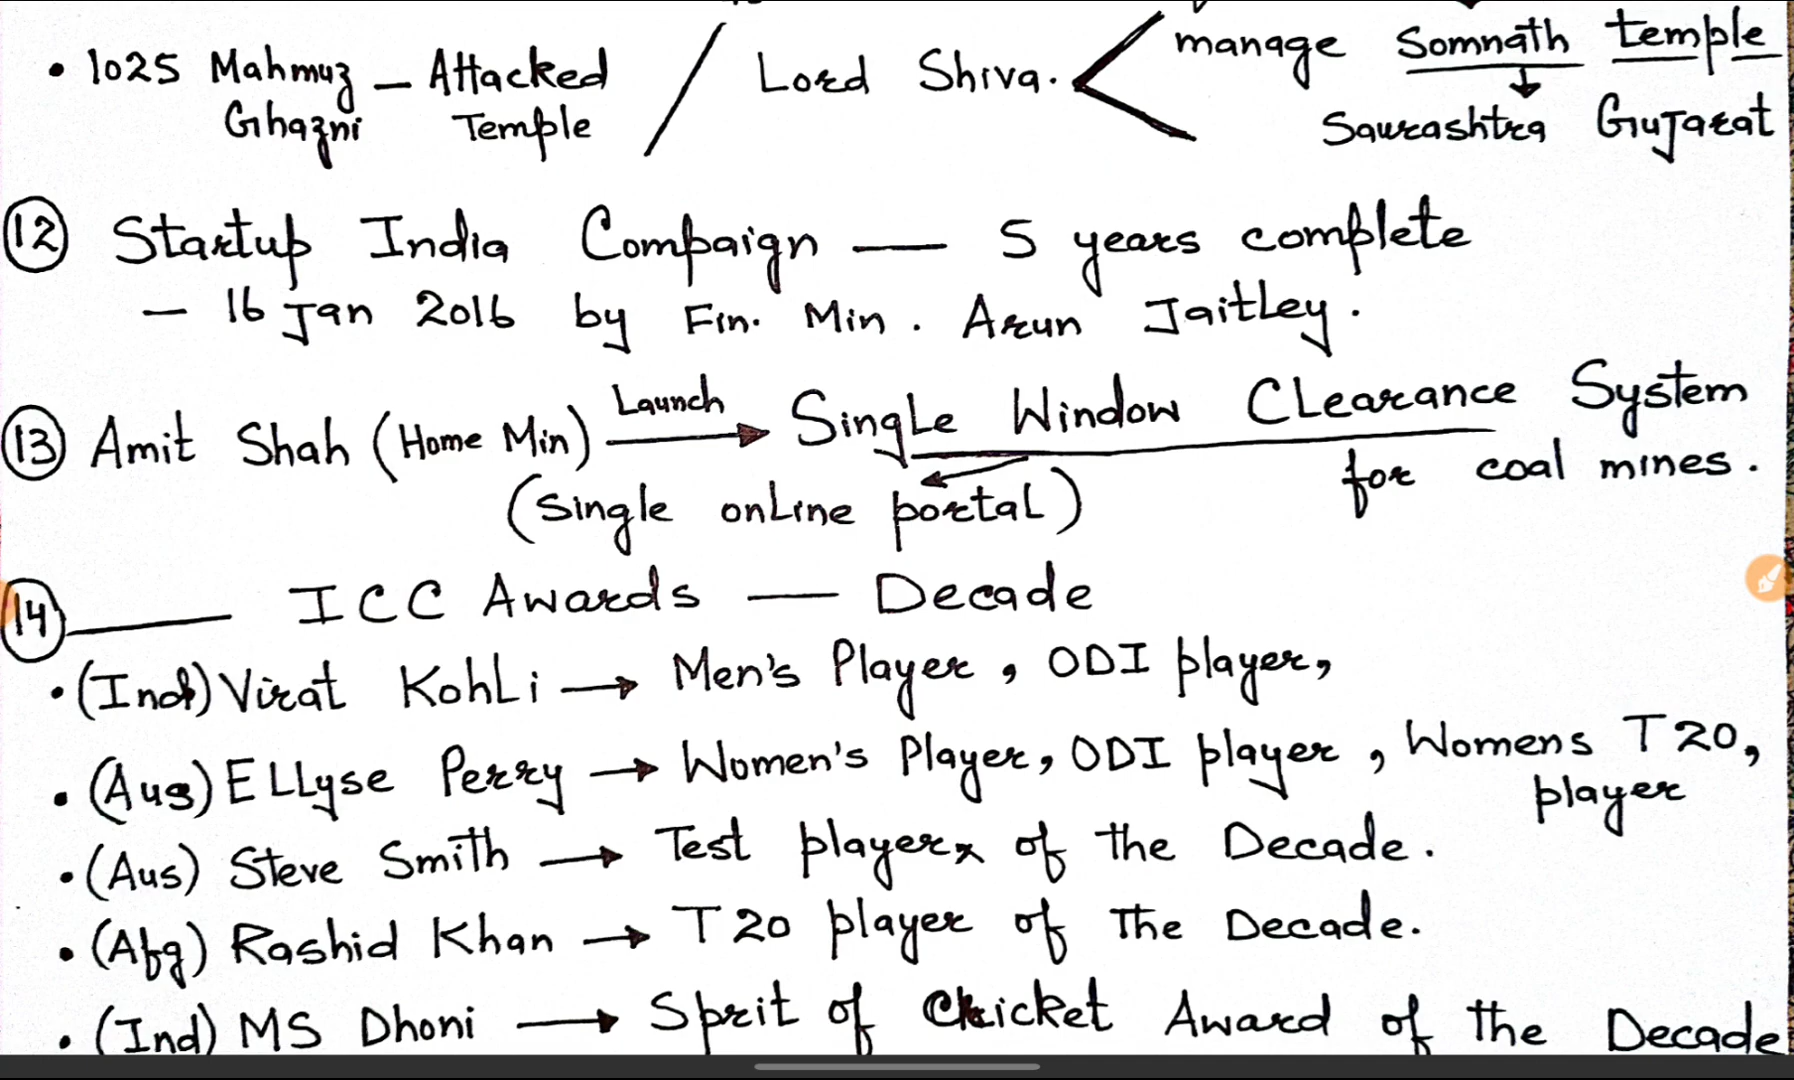 • 1025 Mahmuz — Attacked / Lord Shiva. < manage Somnath temple
Ghazni Temple Saurashtra Gujarat
(12) Startup India Compaign — 5 years complete
— 16 Jan 2016 by Fin. Min. Arun Jaitley.
(13) Amit Shah (Home Min) Launch → Single Window Clearance System
(Single online portal) for coal mines.
(14) ICC Awards — Decade
• (Ind) Virat Kohli → Men's Player, ODI player,
• (Aus) Ellyse Perry → Women's Player, ODI player, Womens T20,
player
• (Aus) Steve Smith → Test player of the Decade.
• (Afg) Rashid Khan → T20 player of the Decade.
• (Ind) MS Dhoni → Sprit of Cricket Award of the Decade